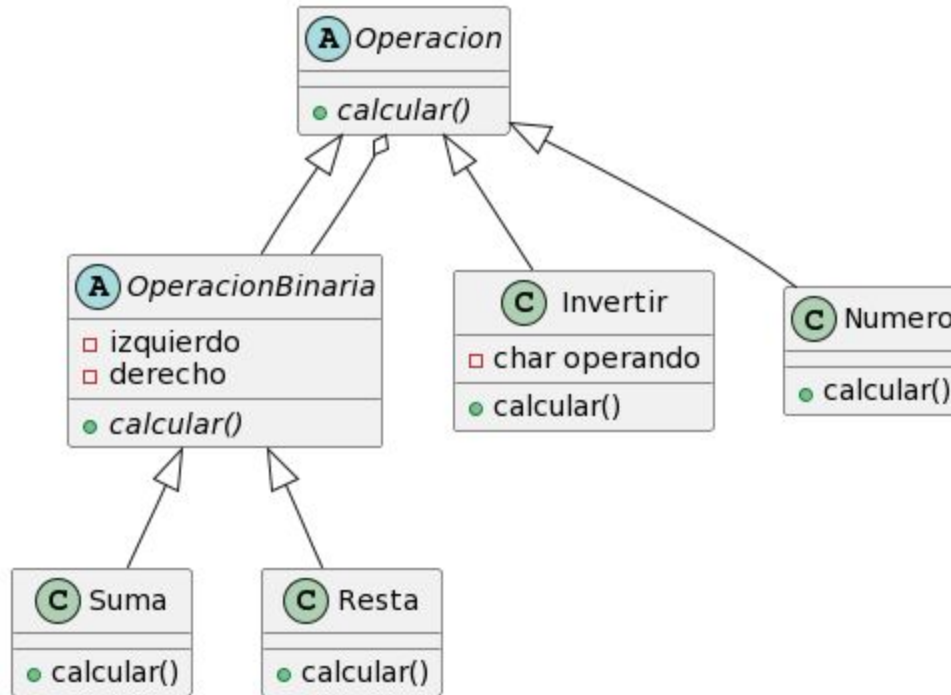 A Operacion
calcular()
A OperacionBinaria
izquierdo
derecho
calcular()
C Invertir
char operando
calcular()
C Numero
calcular()
C Suma
calcular()
C Resta
calcular()